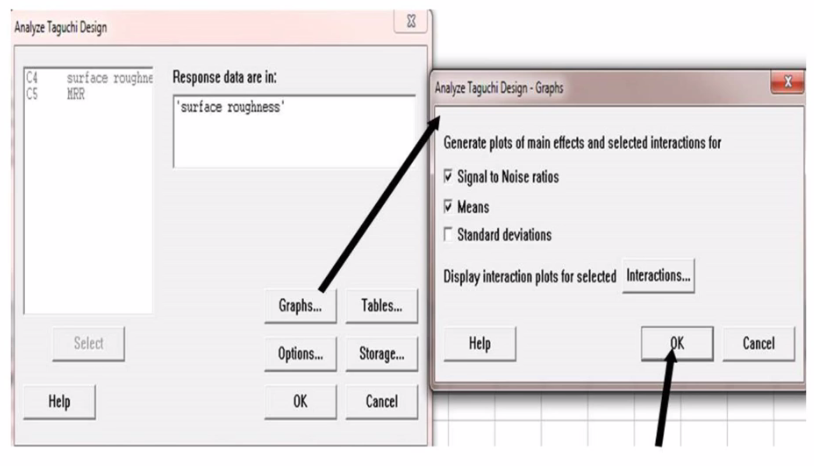 Analyze Taguchi Design
C4 surface roughne
C5 MRR
Response data are in:
'surface roughness'
Graphs...
Tables...
Select
Options...
Storage...
Help
OK
Cancel
Analyze Taguchi Design - Graphs
Generate plots of main effects and selected interactions for
Signal to Noise ratios
Means
Standard deviations
Display interaction plots for selected Interactions...
Help
OK
Cancel